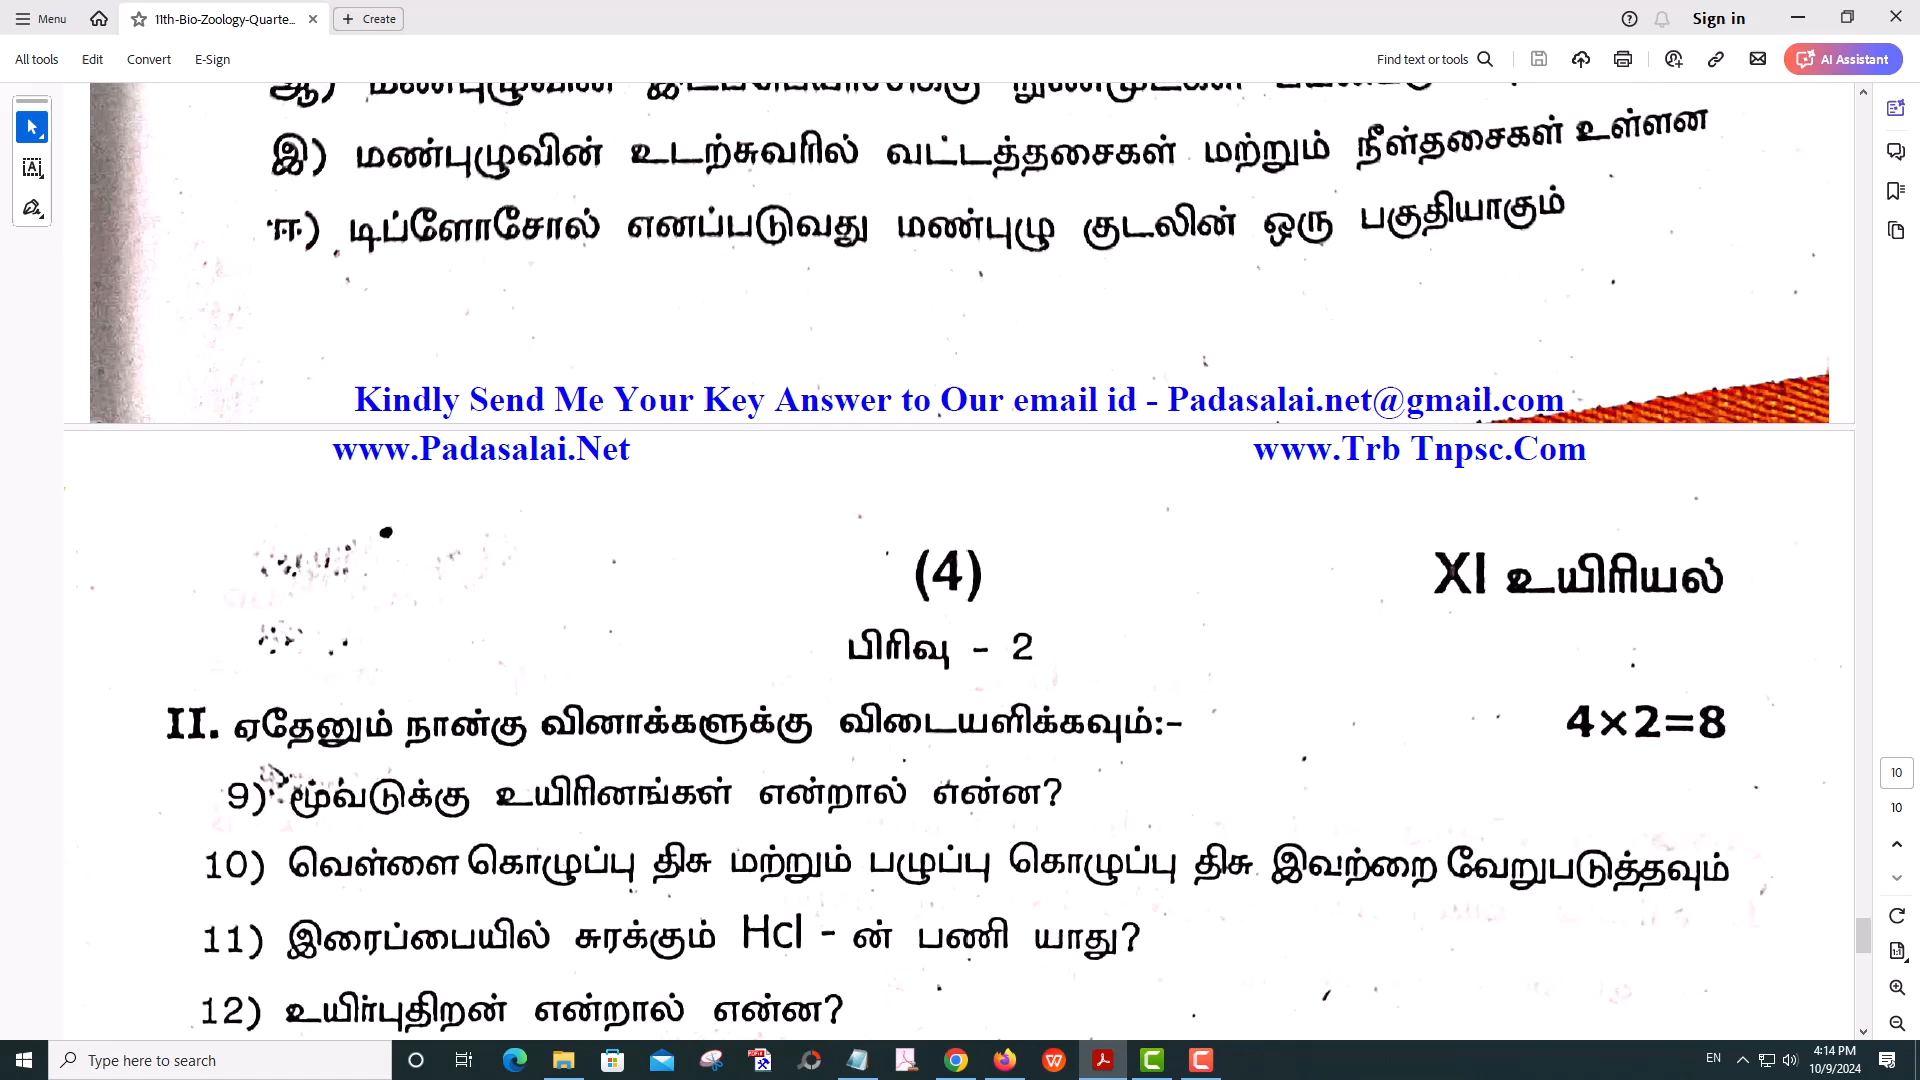 Menu
11th-Bio-Zoology-Quarte...
Create
Sign in
All tools Edit Convert E-Sign
Find text or tools
AI Assistant
இ) மண்புழுவின் உடற்சுவரில் வட்டத்தசைகள் மற்றும் நீள்தசைகள் உள்ளன
ஈ) டிப்ளோசோல் எனப்படுவது மண்புழு குடலின் ஒரு பகுதியாகும்
Kindly Send Me Your Key Answer to Our email id - Padasalai.net@gmail.com
www.Padasalai.Net www.Trb Tnpsc.Com
(4) XI உயிரியல்
பிரிவு - 2
II. ஏதேனும் நான்கு வினாக்களுக்கு விடையளிக்கவும்:- 4×2=8
9) மூவ்டுக்கு உயிரினங்கள் என்றால் என்ன?
10) வெள்ளை கொழுப்பு திசு மற்றும் பழுப்பு கொழுப்பு திசு இவற்றை வேறுபடுத்தவும்
11) இரைப்பையில் சுரக்கும் Hcl - ன் பணி யாது?
12) உயிர்புதிறன் என்றால் என்ன?
10
10
Type here to search
EN
4:14 PM
10/9/2024